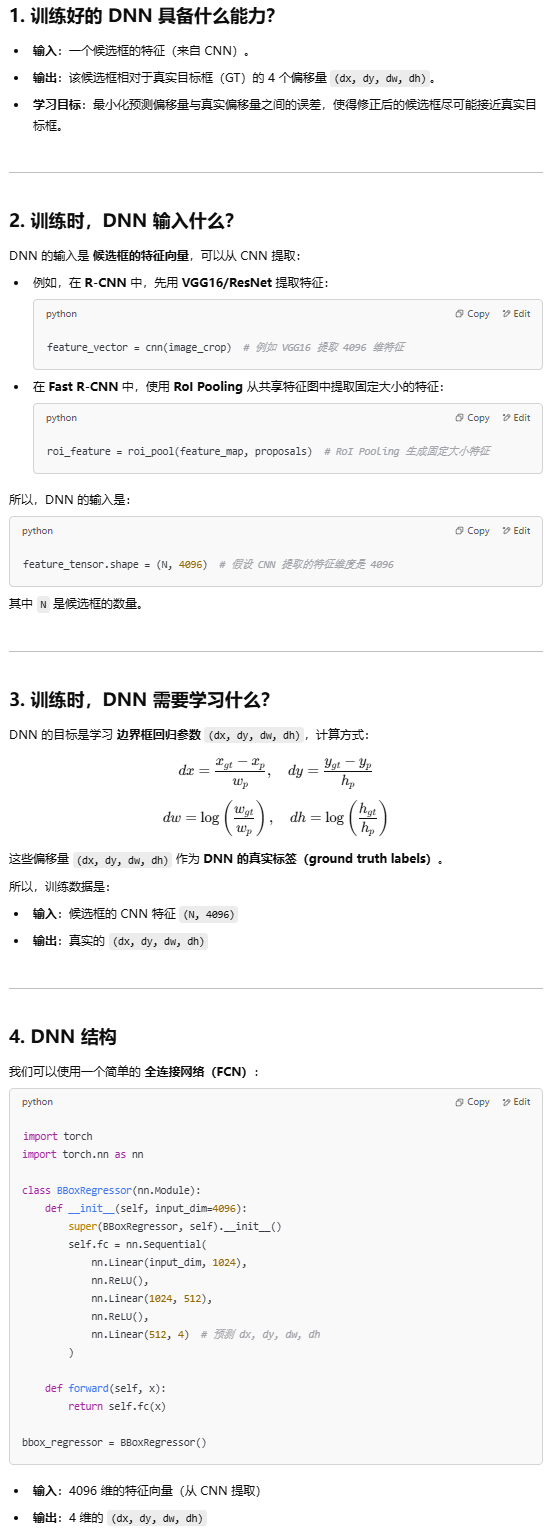 1. 训练好的 DNN 具备什么能力？
• 输入：一个候选框的特征（来自 CNN）。
• 输出：该候选框相对于真实目标框（GT）的 4 个偏移量 (dx, dy, dw, dh)。
• 学习目标：最小化预测偏移量与真实偏移量之间的误差，使得修正后的候选框尽可能接近真实目
标框。
2. 训练时，DNN 输入什么？
DNN 的输入是 候选框的特征向量，可以从 CNN 提取：
• 例如，在 R-CNN 中，先用 VGG16/ResNet 提取特征：
python Copy Edit
feature_vector = cnn(image_crop)  # 例如 VGG16 提取 4096 维特征
• 在 Fast R-CNN 中，使用 RoI Pooling 从共享特征图中提取固定大小的特征：
python Copy Edit
roi_feature = roi_pool(feature_map, proposals)  # RoI Pooling 生成固定大小特征
所以，DNN 的输入是：
python Copy Edit
feature_tensor.shape = (N, 4096)  # 假设 CNN 提取的特征维度是 4096
其中 N 是候选框的数量。
3. 训练时，DNN 需要学习什么？
DNN 的目标是学习 边界框回归参数 (dx, dy, dw, dh)，计算方式：
dx = \frac{x_{gt} - x_p}{w_p}, dy = \frac{y_{gt} - y_p}{h_p}
dw = \log\left(\frac{w_{gt}}{w_p}\right), dh = \log\left(\frac{h_{gt}}{h_p}\right)
这些偏移量 (dx, dy, dw, dh) 作为 DNN 的真实标签（ground truth labels）。
所以，训练数据是：
• 输入：候选框的 CNN 特征 (N, 4096)
• 输出：真实的 (dx, dy, dw, dh)
4. DNN 结构
我们可以使用一个简单的 全连接网络（FCN）：
python Copy Edit
import torch
import torch.nn as nn
class BBoxRegressor(nn.Module):
    def __init__(self, input_dim=4096):
        super(BBoxRegressor, self).__init__()
        self.fc = nn.Sequential(
            nn.Linear(input_dim, 1024),
            nn.ReLU(),
            nn.Linear(1024, 512),
            nn.ReLU(),
            nn.Linear(512, 4)  # 预测 dx, dy, dw, dh
        )
    def forward(self, x):
        return self.fc(x)
bbox_regressor = BBoxRegressor()
• 输入：4096 维的特征向量（从 CNN 提取）
• 输出：4 维的 (dx, dy, dw, dh)